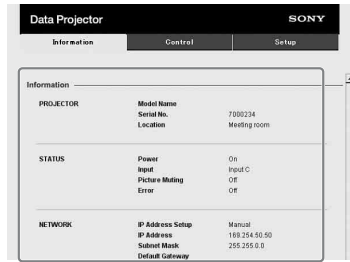 Data Projector SONY
Information Control Setup
Information
PROJECTOR Model Name
Serial No. 7000234
Location Meeting room
STATUS Power On
Input Input C
Picture Muting Off
Error Off
NETWORK IP Address Setup Manual
IP Address 169.254.50.50
Subnet Mask 255.255.0.0
Default Gateway